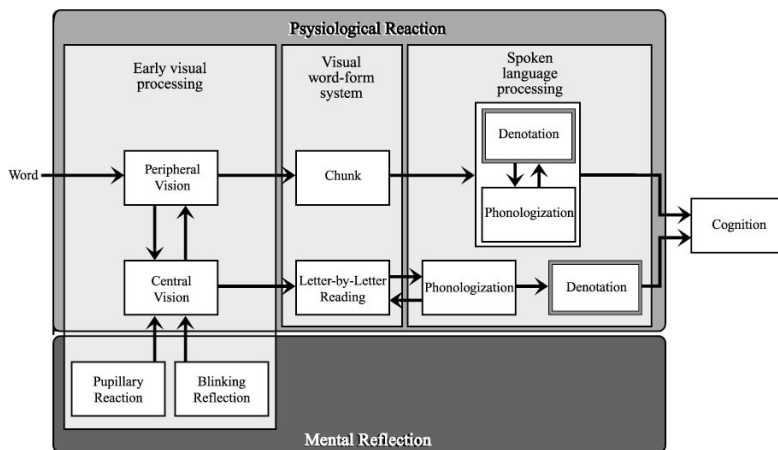 Psysiological Reaction
Early visual
processing
Visual
word-form
system
Spoken
language
processing
Word
Peripheral
Vision
Chunk
Denotation
Phonologization
Cognition
Central
Vision
Letter-by-Letter
Reading
Phonologization
Denotation
Pupillary
Reaction
Blinking
Reflection
Mental Reflection